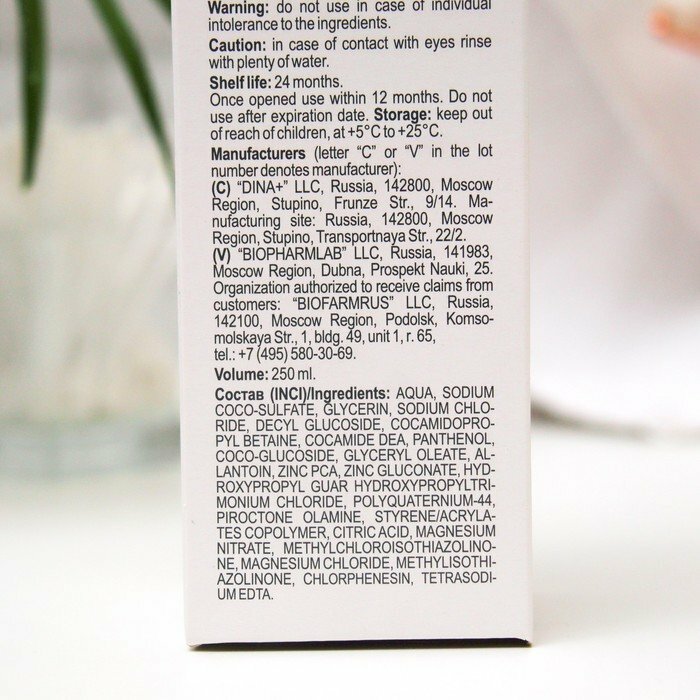 Warning: do not use in case of individual
intolerance to the ingredients.
Caution: in case of contact with eyes rinse
with plenty of water.
Shelf life: 24 months.
Once opened use within 12 months. Do not
use after expiration date. Storage: keep out
of reach of children, at +5°C to +25°C.
Manufacturers (letter “C” or “V” in the lot
number denotes manufacturer):
(C) “DINA+” LLC, Russia, 142800, Moscow
Region, Stupino, Frunze Str., 9/14. Ma-
nufacturing site: Russia, 142800, Moscow
Region, Stupino, Transportnaya Str., 22/2.
(V) “BIOPHARMLAB” LLC, Russia, 141983,
Moscow Region, Dubna, Prospekt Nauki, 25.
Organization authorized to receive claims from
customers: “BIOFARMRUS” LLC, Russia,
142100, Moscow Region, Podolsk, Komso-
molskaya Str., 1, bldg. 49, unit 1, r. 65,
tel.: +7 (495) 580-30-69.
Volume: 250 ml.
Состав (INCI)/Ingredients: AQUA, SODIUM
COCO-SULFATE, GLYCERIN, SODIUM CHLO-
RIDE, DECYL GLUCOSIDE, COCAMIDOPRO-
PYL BETAINE, COCAMIDE DEA, PANTHENOL,
COCO-GLUCOSIDE, GLYCERYL OLEATE, AL-
LANTOIN, ZINC PCA, ZINC GLUCONATE, HYD-
ROXYPROPYL GUAR HYDROXYPROPYLTRI-
MONIUM CHLORIDE, POLYQUATERNIUM-44,
PIROCTONE OLAMINE, STYRENE/ACRYLA-
TES COPOLYMER, CITRIC ACID, MAGNESIUM
NITRATE, METHYLCHLOROISOTHIAZOLINO-
NE, MAGNESIUM CHLORIDE, METHYLISOTHI-
AZOLINONE, CHLORPHENESIN, TETRASODI-
UM EDTA.